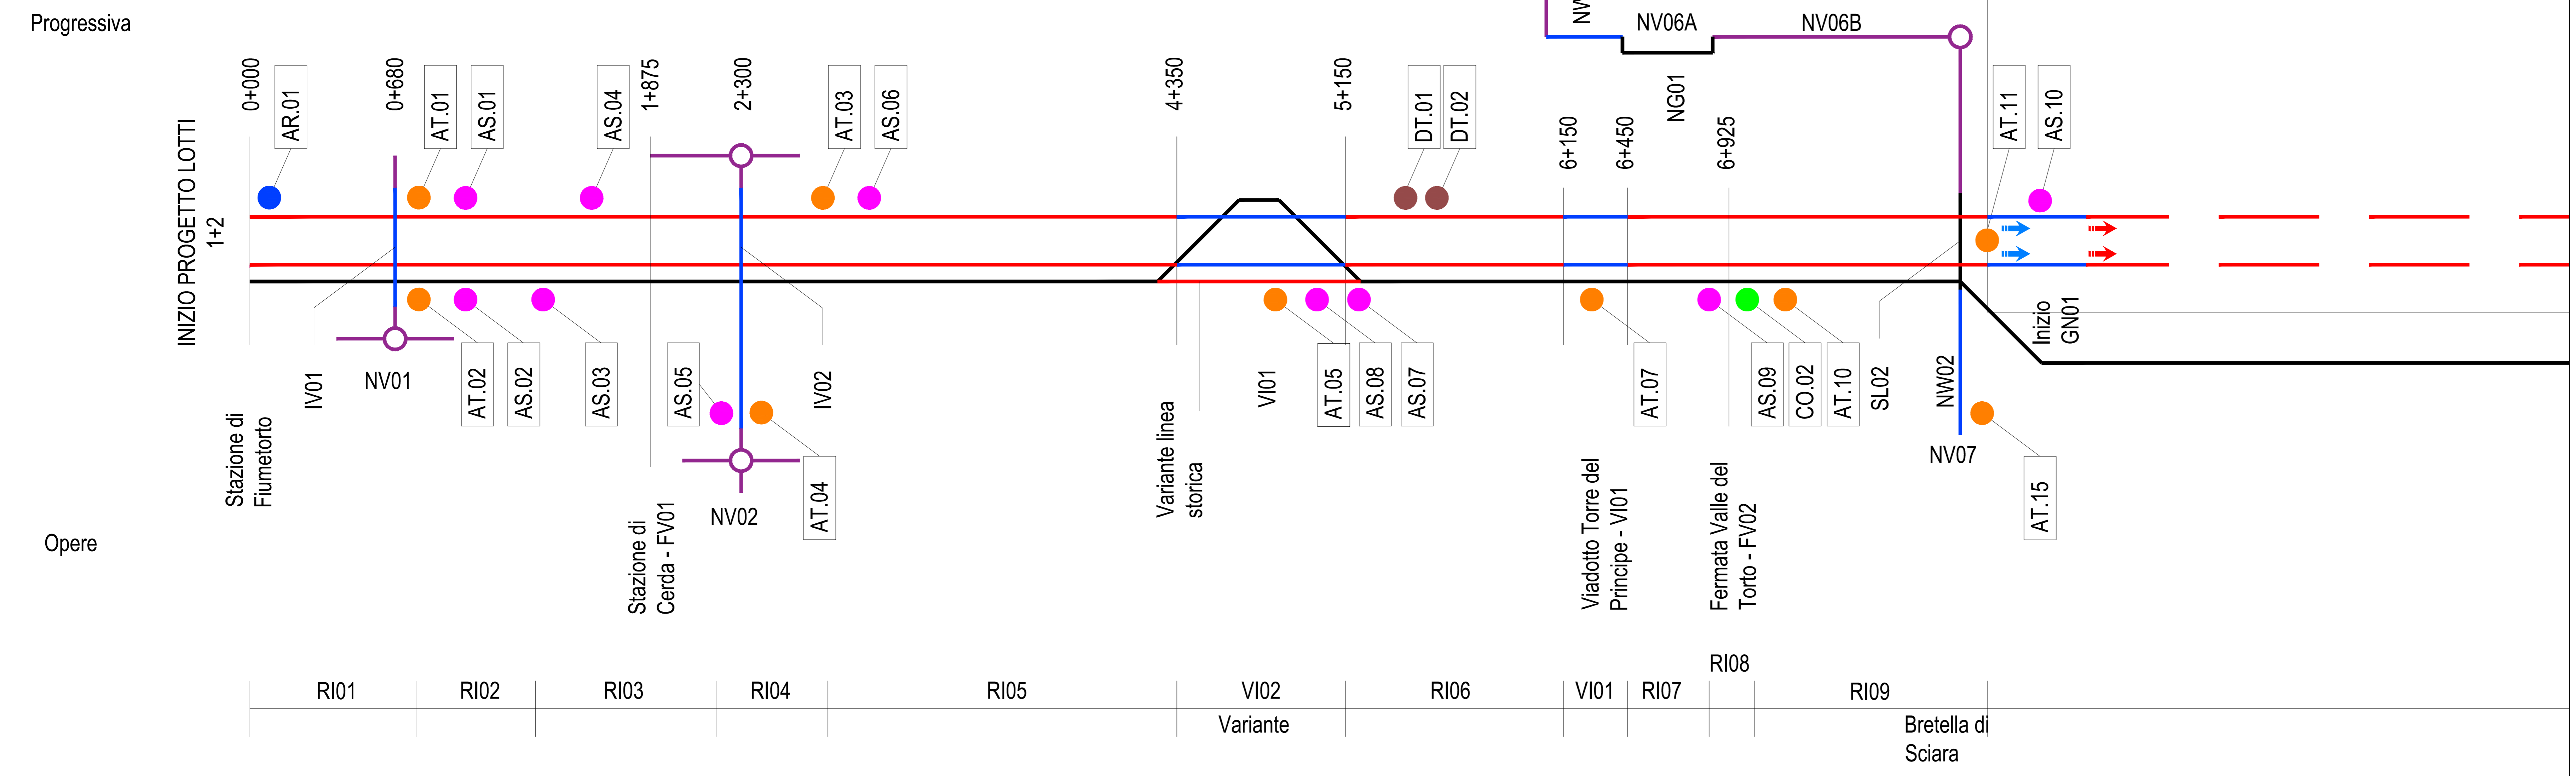 Progressiva
NV06A
NV06B
NW
NG01
0+000
0+680
1+875
2+300
4+350
5+150
6+150
6+450
6+925
AR.01
AT.01
AS.01
AS.04
AT.03
AS.06
DT.01
DT.02
AT.11
AS.10
INIZIO PROGETTO LOTTI
1+2
IV01
NV01
AT.02
AS.02
AS.03
AS.05
AT.04
IV02
NV02
VI01
AT.05
AS.08
AS.07
AT.07
AS.09
CO.02
AT.10
SL02
NW02
NV07
Inizio
GN01
AT.15
Stazione di
Fiumetorto
Stazione di
Cerda - FV01
Variante linea
storica
Viadotto Torre del
Principe - VI01
Fermata Valle del
Torto - FV02
Opere
RI01
RI02
RI03
RI04
RI05
VI02
RI06
VI01
RI07
RI08
RI09
Variante
Bretella di
Sciara